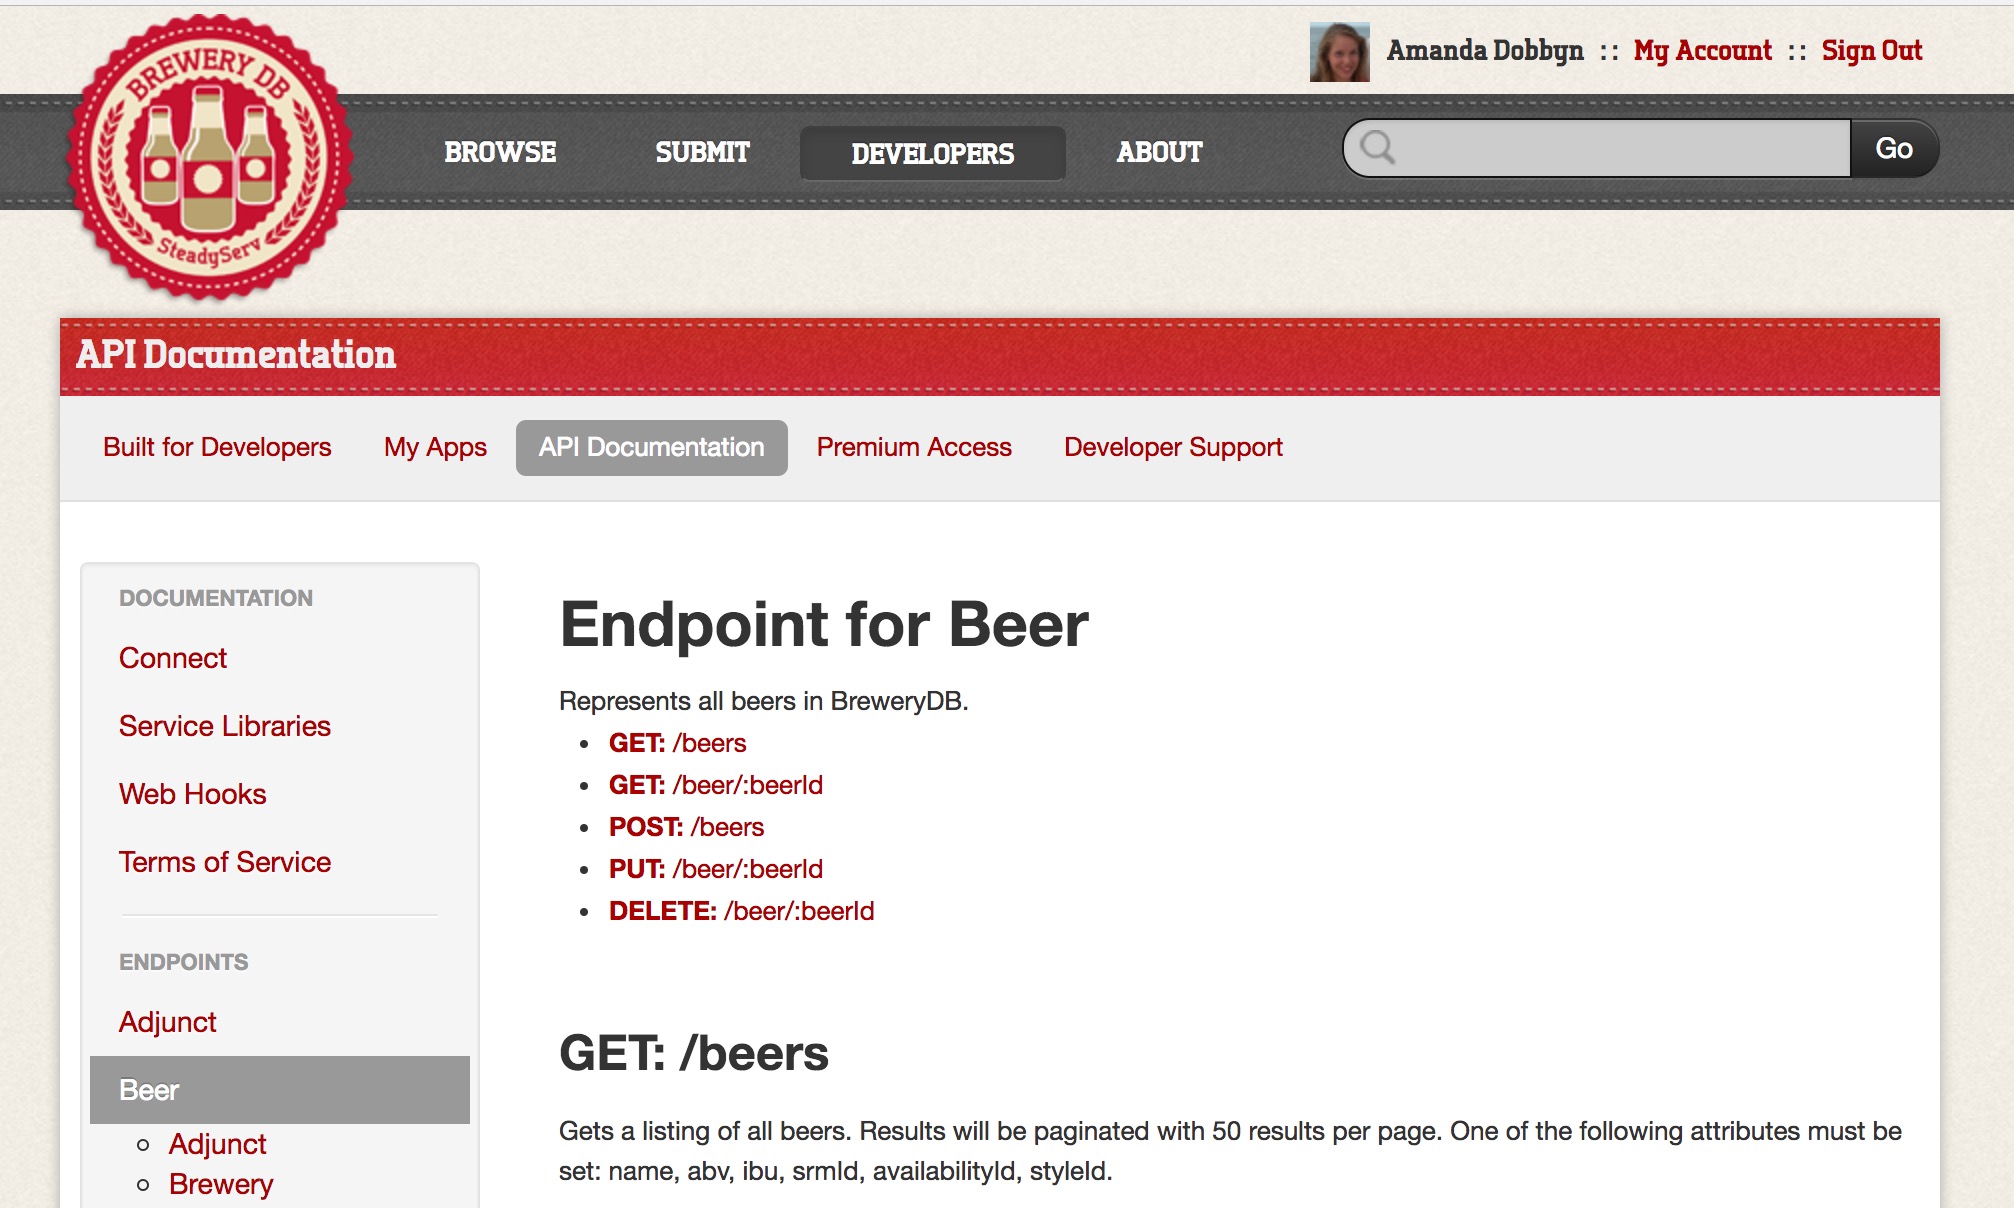 BREWERY DB
SteadyServ
Amanda Dobbyn :: My Account :: Sign Out
BROWSE SUBMIT DEVELOPERS ABOUT Go
API Documentation
Built for Developers My Apps API Documentation Premium Access Developer Support
DOCUMENTATION
Connect
Service Libraries
Web Hooks
Terms of Service
ENDPOINTS
Adjunct
Beer
Adjunct
Brewery
Endpoint for Beer
Represents all beers in BreweryDB.
• GET: /beers
• GET: /beer/:beerId
• POST: /beers
• PUT: /beer/:beerId
• DELETE: /beer/:beerId
GET: /beers
Gets a listing of all beers. Results will be paginated with 50 results per page. One of the following attributes must be
set: name, abv, ibu, srmId, availabilityId, styleId.